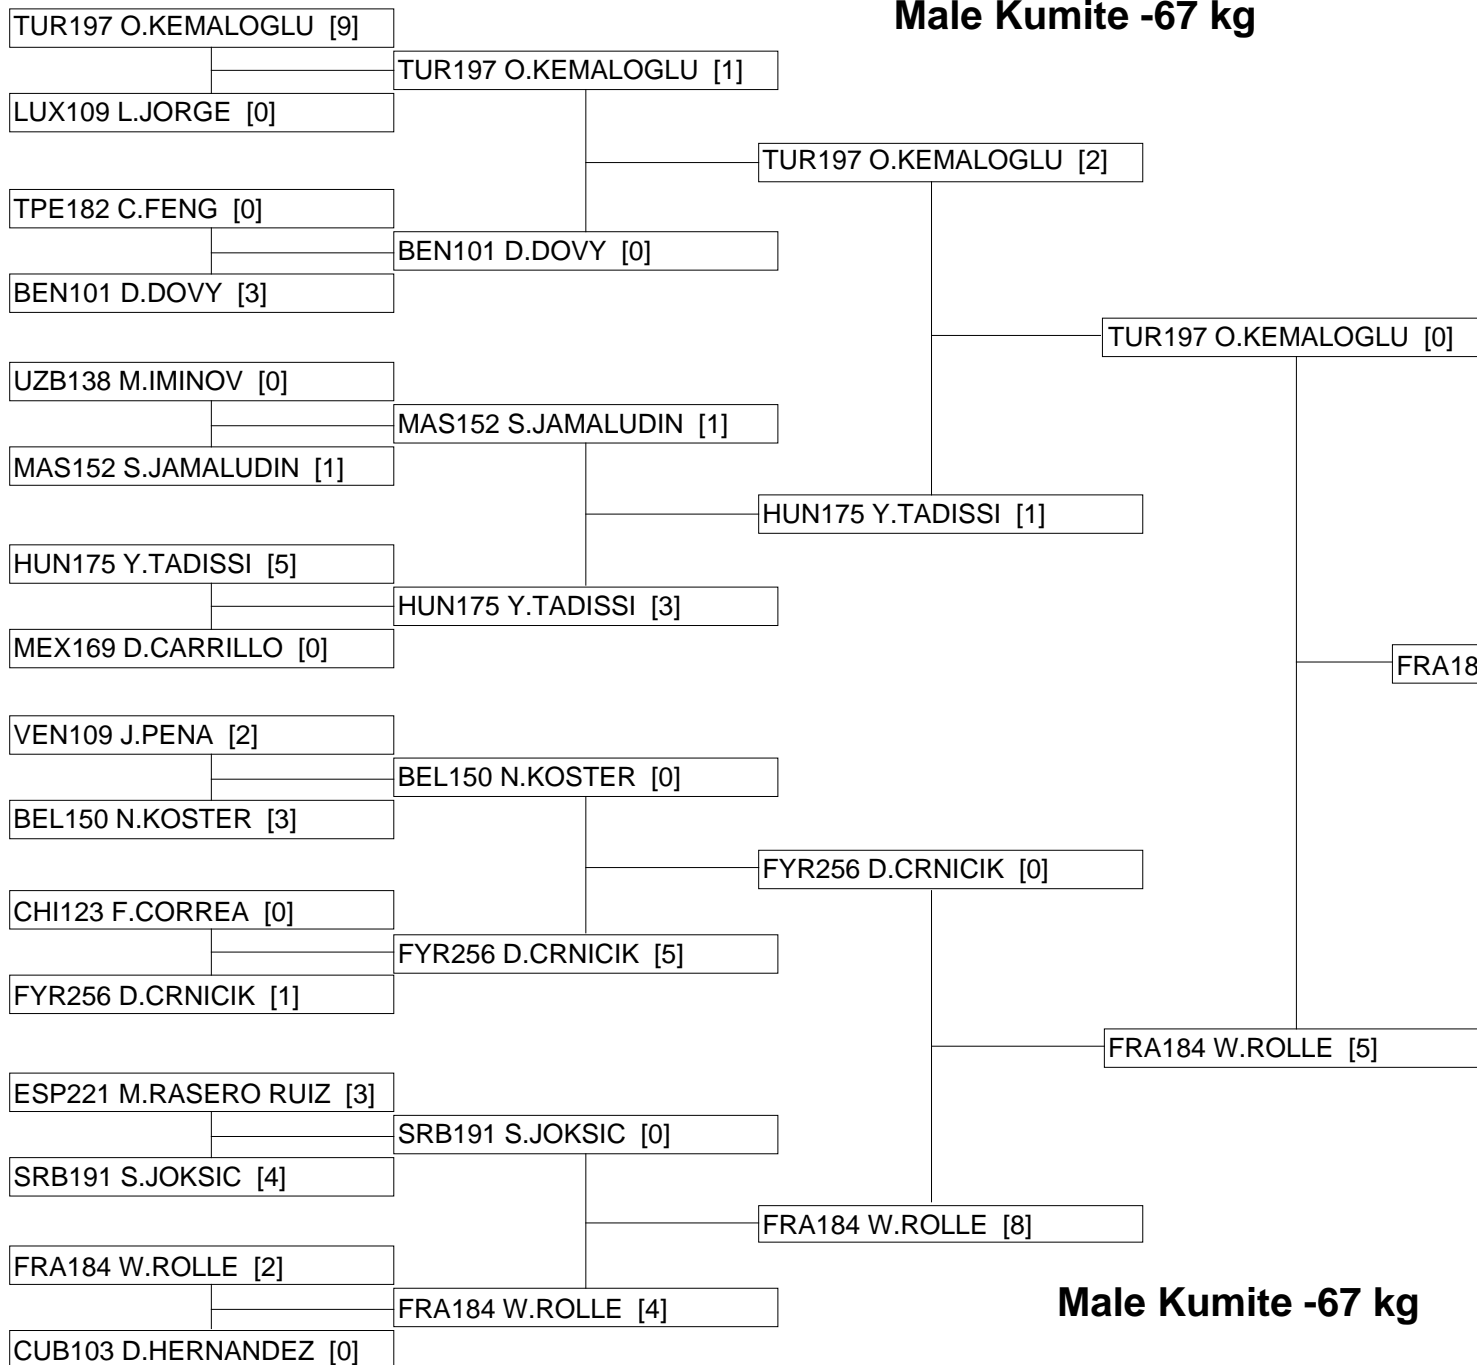 Male Kumite -67 kg
TUR197 O.KEMALOGLU [9]
LUX109 L.JORGE [0]
TPE182 C.FENG [0]
BEN101 D.DOVY [3]
UZB138 M.IMINOV [0]
MAS152 S.JAMALUDIN [1]
HUN175 Y.TADISSI [5]
MEX169 D.CARRILLO [0]
VEN109 J.PENA [2]
BEL150 N.KOSTER [3]
CHI123 F.CORREA [0]
FYR256 D.CRNICIK [1]
ESP221 M.RASERO RUIZ [3]
SRB191 S.JOKSIC [4]
FRA184 W.ROLLE [2]
CUB103 D.HERNANDEZ [0]
TUR197 O.KEMALOGLU [1]
BEN101 D.DOVY [0]
MAS152 S.JAMALUDIN [1]
HUN175 Y.TADISSI [3]
BEL150 N.KOSTER [0]
FYR256 D.CRNICIK [5]
SRB191 S.JOKSIC [0]
FRA184 W.ROLLE [4]
TUR197 O.KEMALOGLU [2]
HUN175 Y.TADISSI [1]
FYR256 D.CRNICIK [0]
FRA184 W.ROLLE [8]
TUR197 O.KEMALOGLU [0]
FRA184 W.ROLLE [5]
FRA18
Male Kumite -67 kg